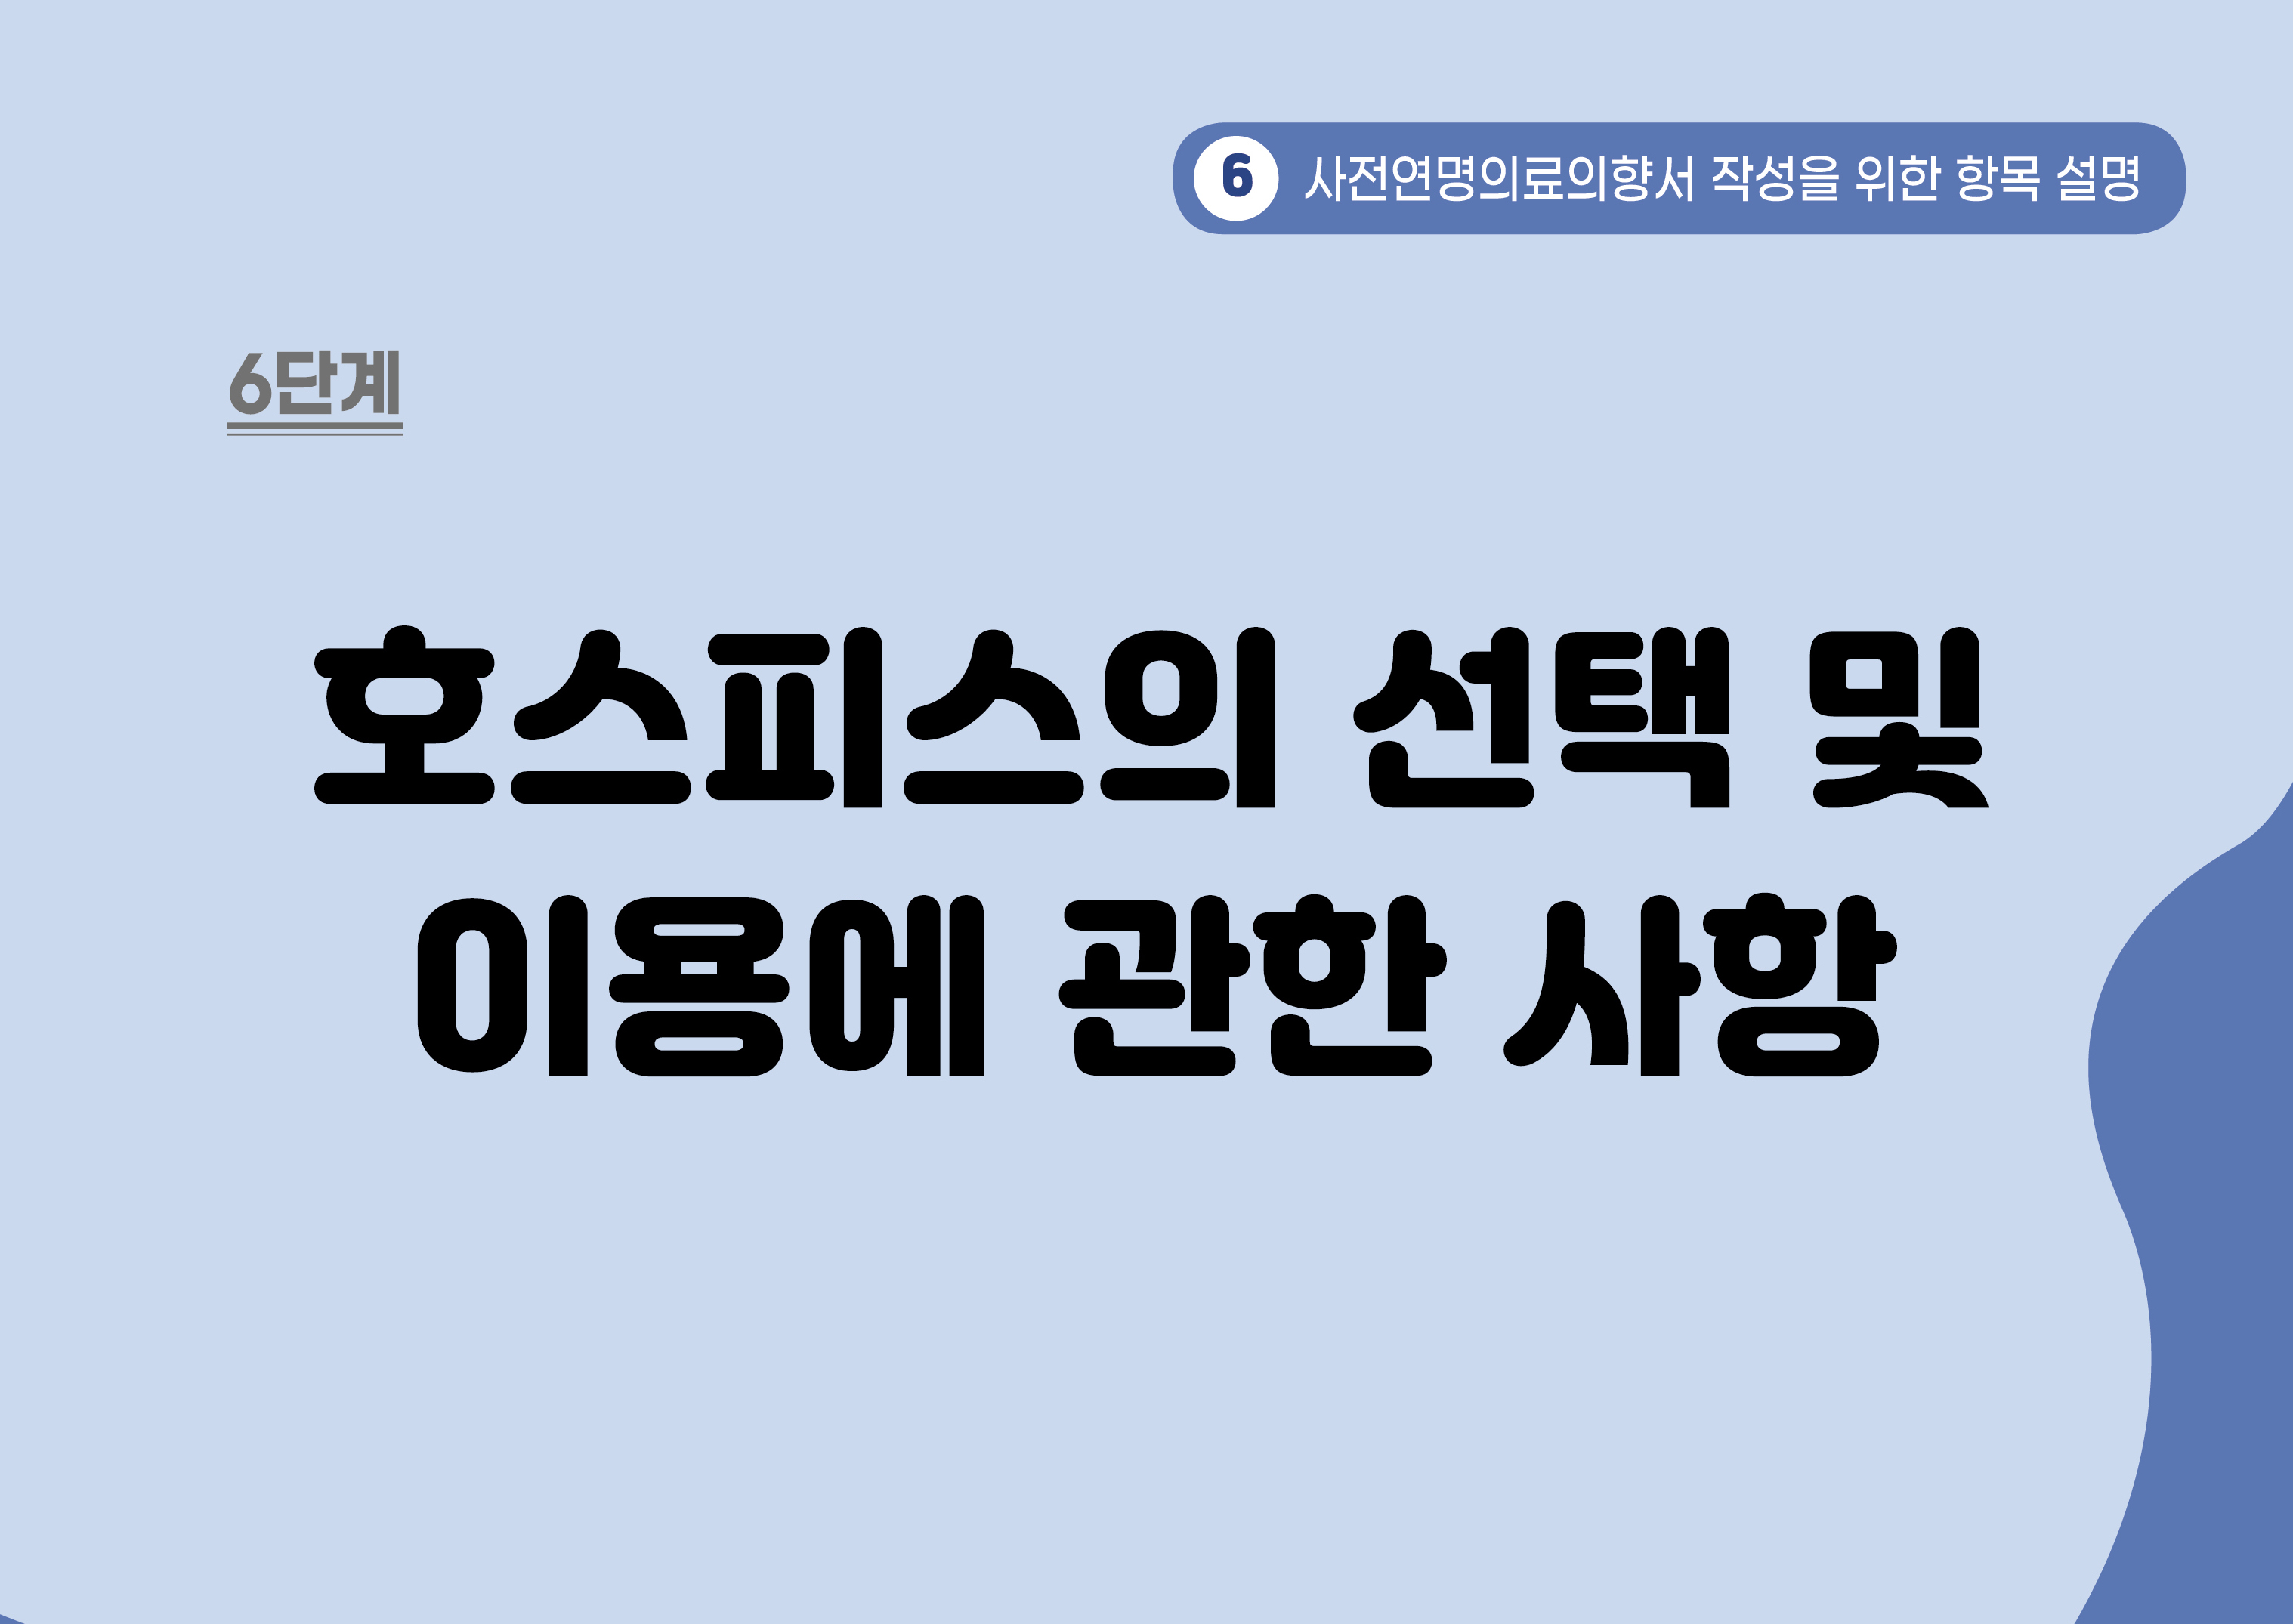 6 사전연명의료의향서 작성을 위한 항목 설명
6단계
호스피스의 선택 및
이용에 관한 사항